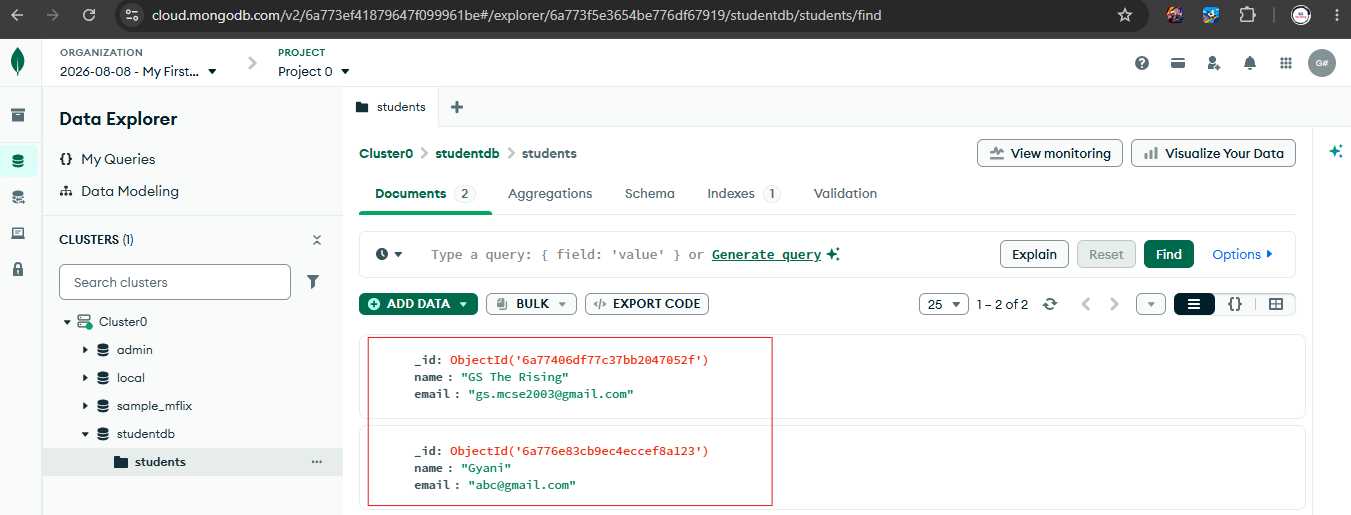 cloud.mongodb.com/v2/6a773ef41879647f099961be#/explorer/6a773f5e3654be776df67919/studentdb/students/find
ORGANIZATION
2026-08-08 - My First...
PROJECT
Project 0
G#
Data Explorer
My Queries
Data Modeling
CLUSTERS (1)
Search clusters
Cluster0
admin
local
sample_mflix
studentdb
students
students
Cluster0 > studentdb > students
View monitoring
Visualize Your Data
Documents 2
Aggregations
Schema
Indexes 1
Validation
Type a query: { field: 'value' } or Generate query
Explain
Reset
Find
Options
ADD DATA
BULK
EXPORT CODE
25
1 – 2 of 2
_id: ObjectId('6a77406df77c37bb2047052f')
name : "GS The Rising"
email : "gs.mcse2003@gmail.com"
_id: ObjectId('6a776e83cb9ec4eccef8a123')
name : "Gyani"
email : "abc@gmail.com"